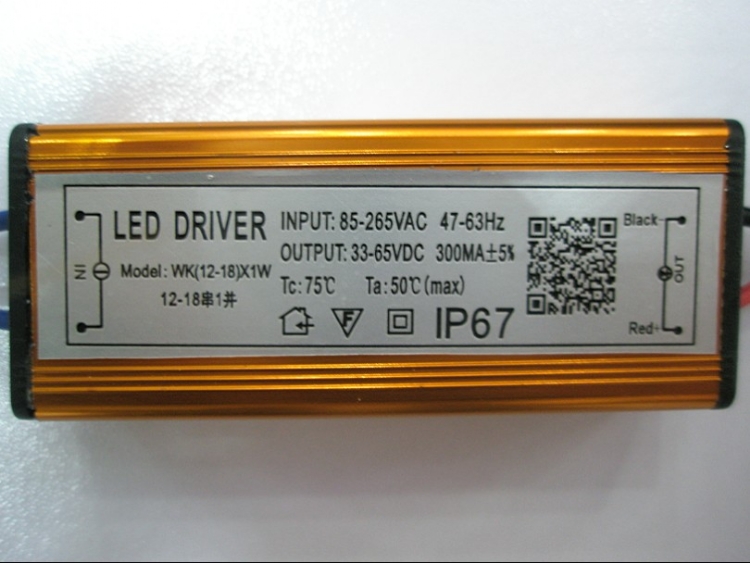 LED DRIVER
Model: WK(12-18)X1W
12-18串1并
INPUT: 85-265VAC 47-63Hz
OUTPUT: 33-65VDC 300MA±5%
Tc: 75℃ Ta: 50℃(max)
F
IP67
IN
Black-
OUT
Red+